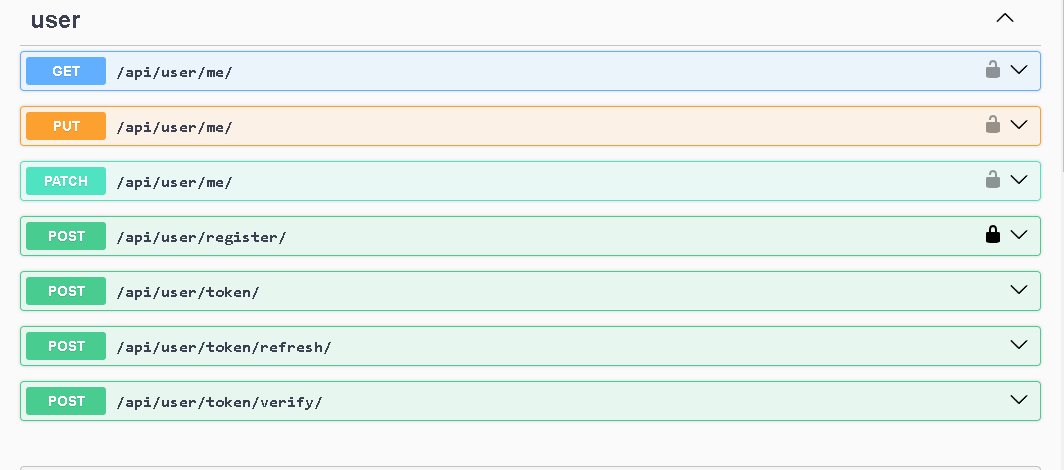 user
GET /api/user/me/
PUT /api/user/me/
PATCH /api/user/me/
POST /api/user/register/
POST /api/user/token/
POST /api/user/token/refresh/
POST /api/user/token/verify/